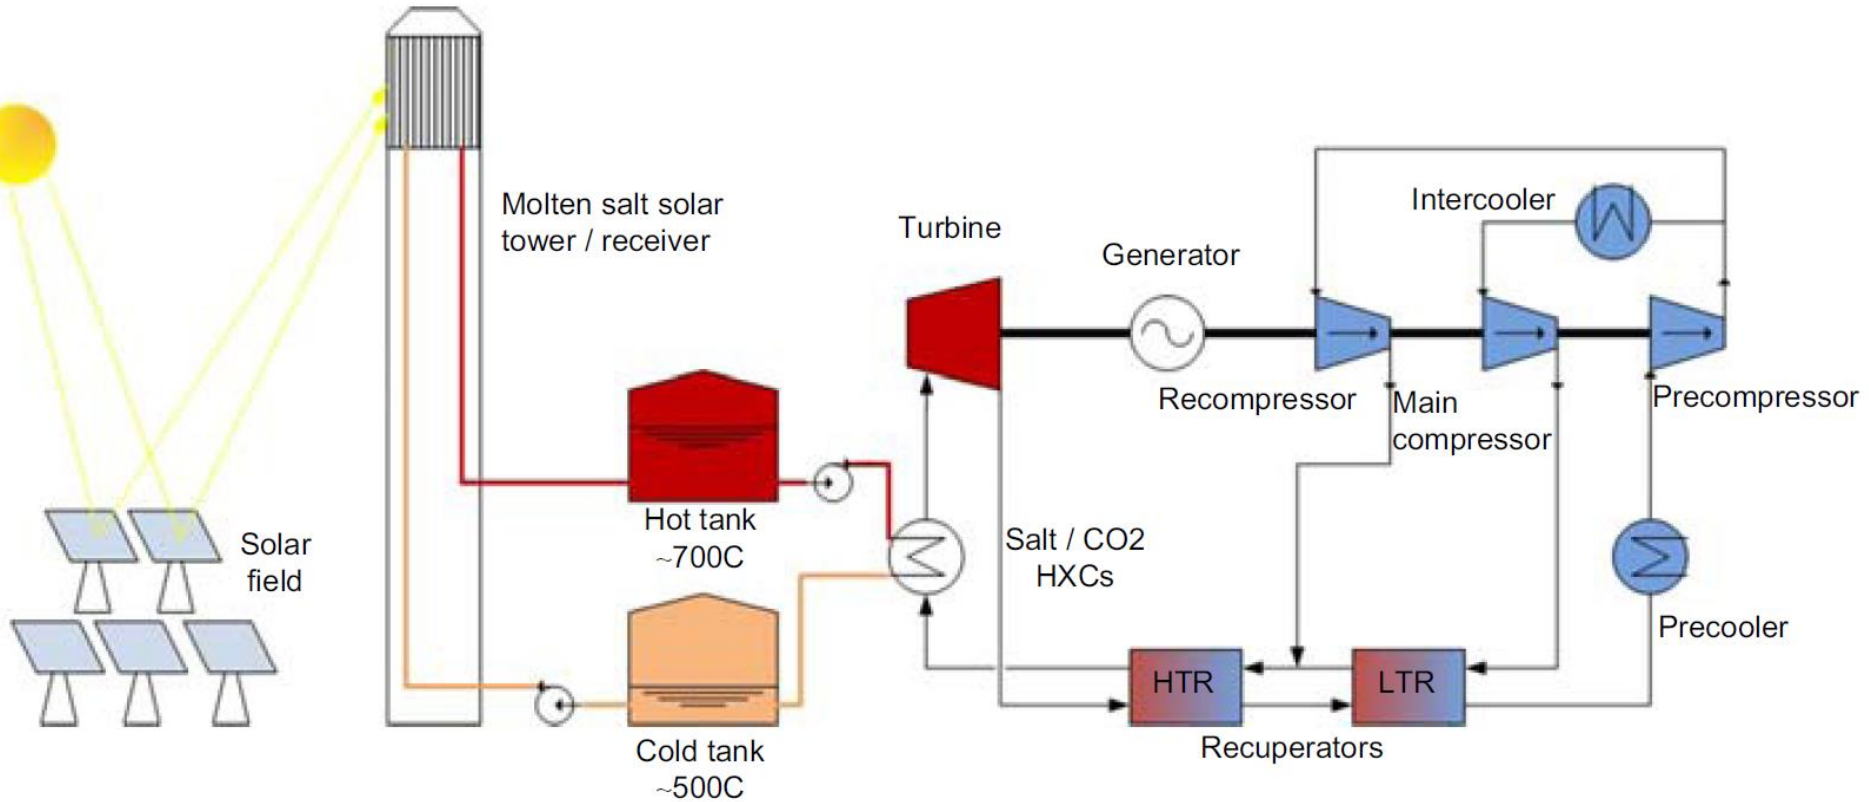 Molten salt solar
tower / receiver
Solar
field
Hot tank
~700C
Cold tank
~500C
Turbine
Generator
Salt / CO2
HXCs
Intercooler
Recompressor
Main
compressor
Precompressor
Precooler
HTR
LTR
Recuperators